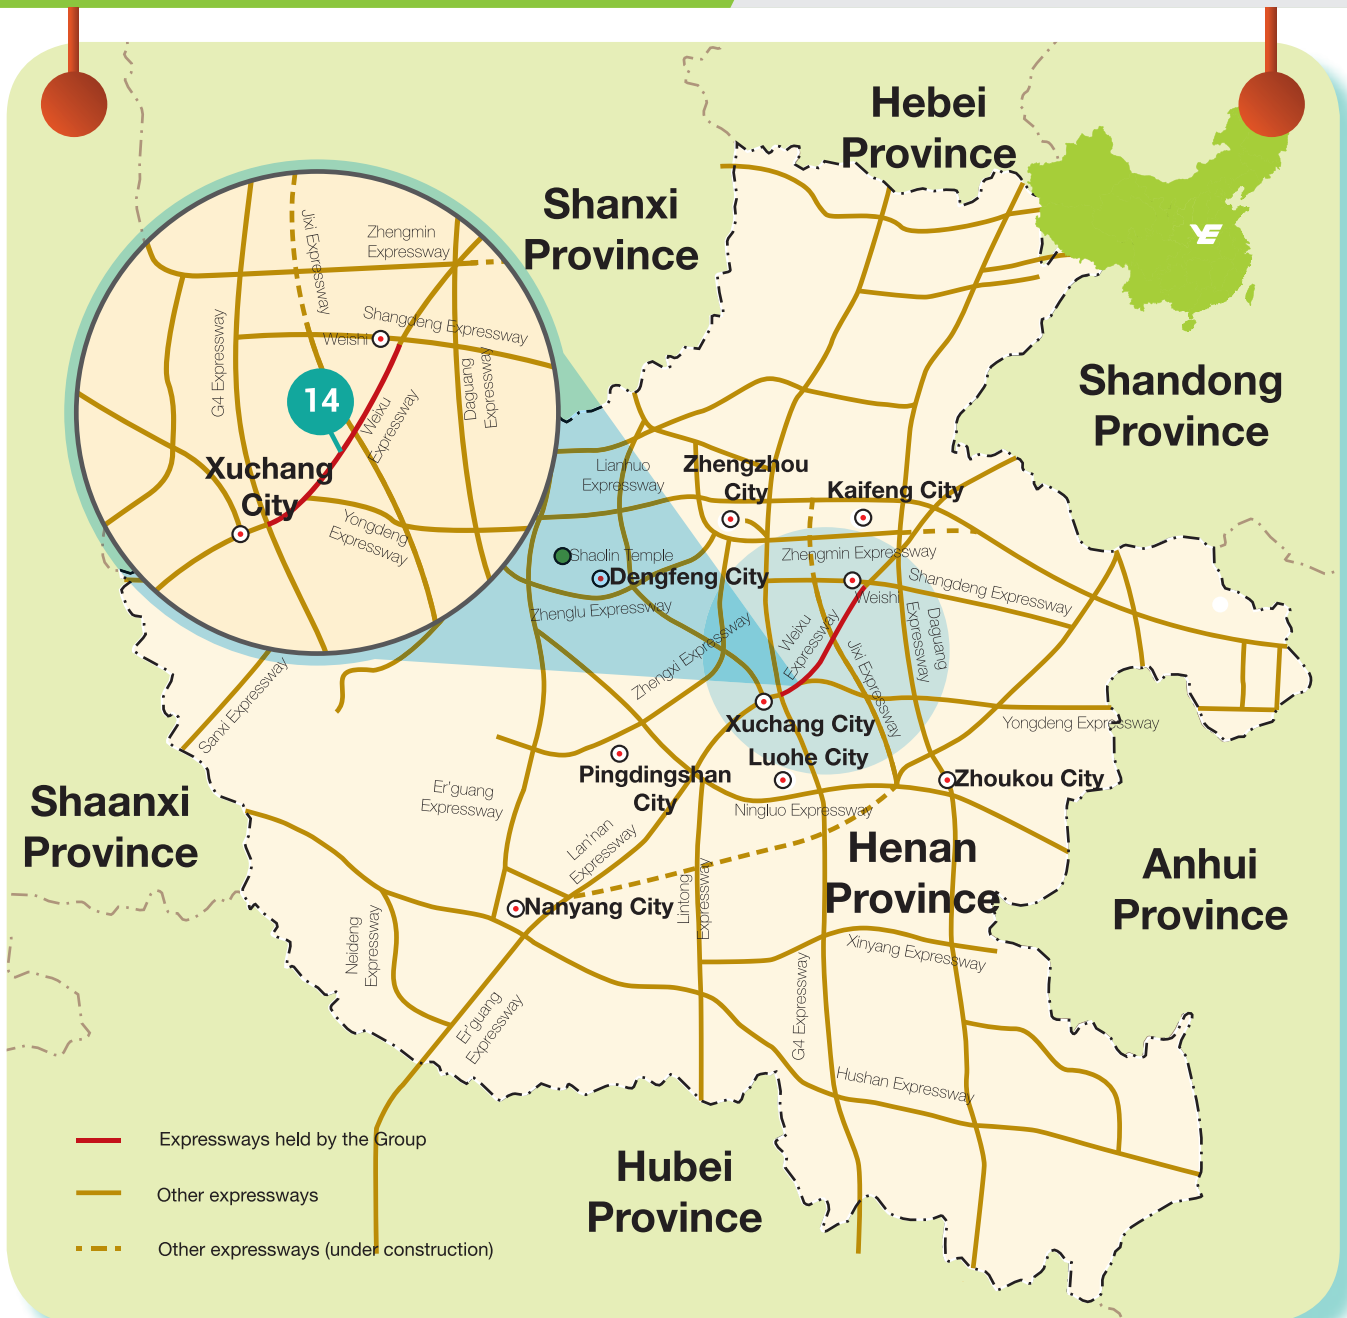 Hebei
Province
Shanxi
Province
Shandong
Province
Jixi Expressway
Zhengmin
Expressway
G4 Expressway
Shangdeng Expressway
Weishi
Daguang
Expressway
14
Weixu
Expressway
Xuchang
City
Yongdeng
Expressway
Lianhuo
Expressway
Zhengzhou
City
Kaifeng City
Shaolin Temple
Dengfeng City
Zhengmin Expressway
Shangdeng Expressway
Weishi
Zhenglu Expressway
Daguang
Expressway
Weixu
Expressway
Zhengxi Expressway
Jixi Expressway
Sanxi Expressway
Xuchang City
Yongdeng Expressway
Luohe City
Pingdingshan
City
Zhoukou City
Er'guang
Expressway
Ningluo Expressway
Shaanxi
Province
Lan'nan
Expressway
Henan
Province
Anhui
Province
Lintong
Expressway
Nanyang City
Neideng
Expressway
Xinyang Expressway
G4 Expressway
Er'guang
Expressway
Hushan Expressway
Hubei
Province
Expressways held by the Group
Other expressways
Other expressways (under construction)